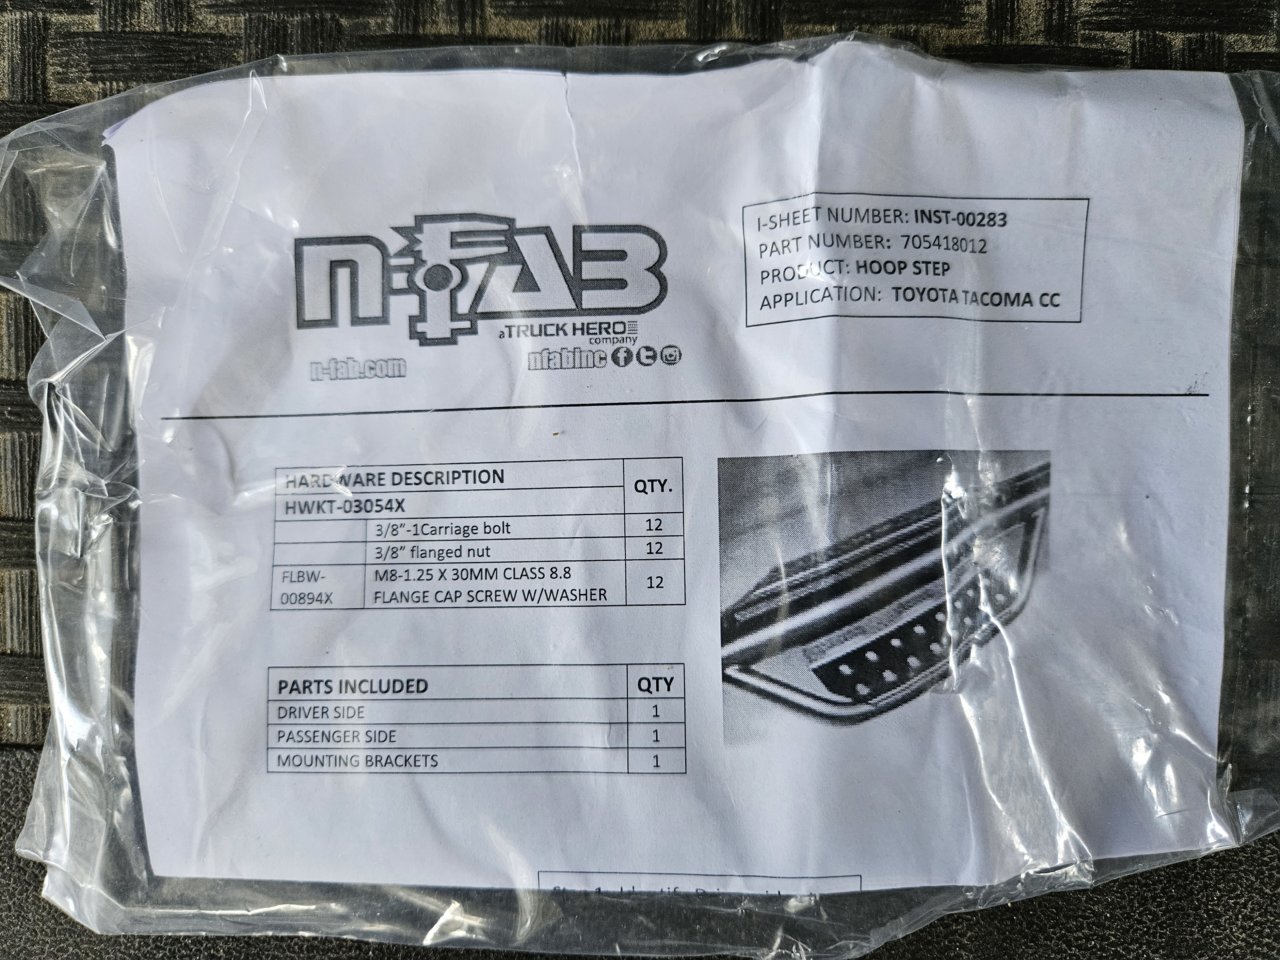 n-FAB
a TRUCK HERO
company
n-fab.com
nfabinc
I-SHEET NUMBER: INST-00283
PART NUMBER: 705418012
PRODUCT: HOOP STEP
APPLICATION: TOYOTA TACOMA CC
HARDWARE DESCRIPTION QTY.
HWKT-03054X
3/8”-1Carriage bolt 12
3/8” flanged nut 12
FLBW-00894X M8-1.25 X 30MM CLASS 8.8 12
FLANGE CAP SCREW W/WASHER
PARTS INCLUDED QTY
DRIVER SIDE 1
PASSENGER SIDE 1
MOUNTING BRACKETS 1